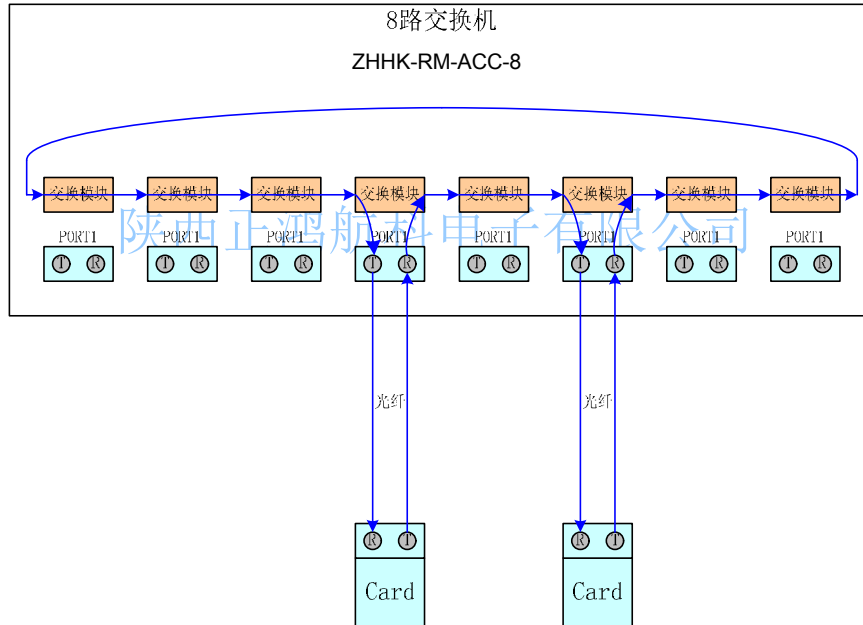 8路交换机
ZHHK-RM-ACC-8
交换模块 交换模块 交换模块 交换模块 交换模块 交换模块 交换模块 交换模块
陕西正鸿航科电子有限公司
PORT1 PORT1 PORT1 PORT1 PORT1 PORT1 PORT1 PORT1
T R T R T R T R T R T R T R T R
光纤 光纤
R T R T
Card Card